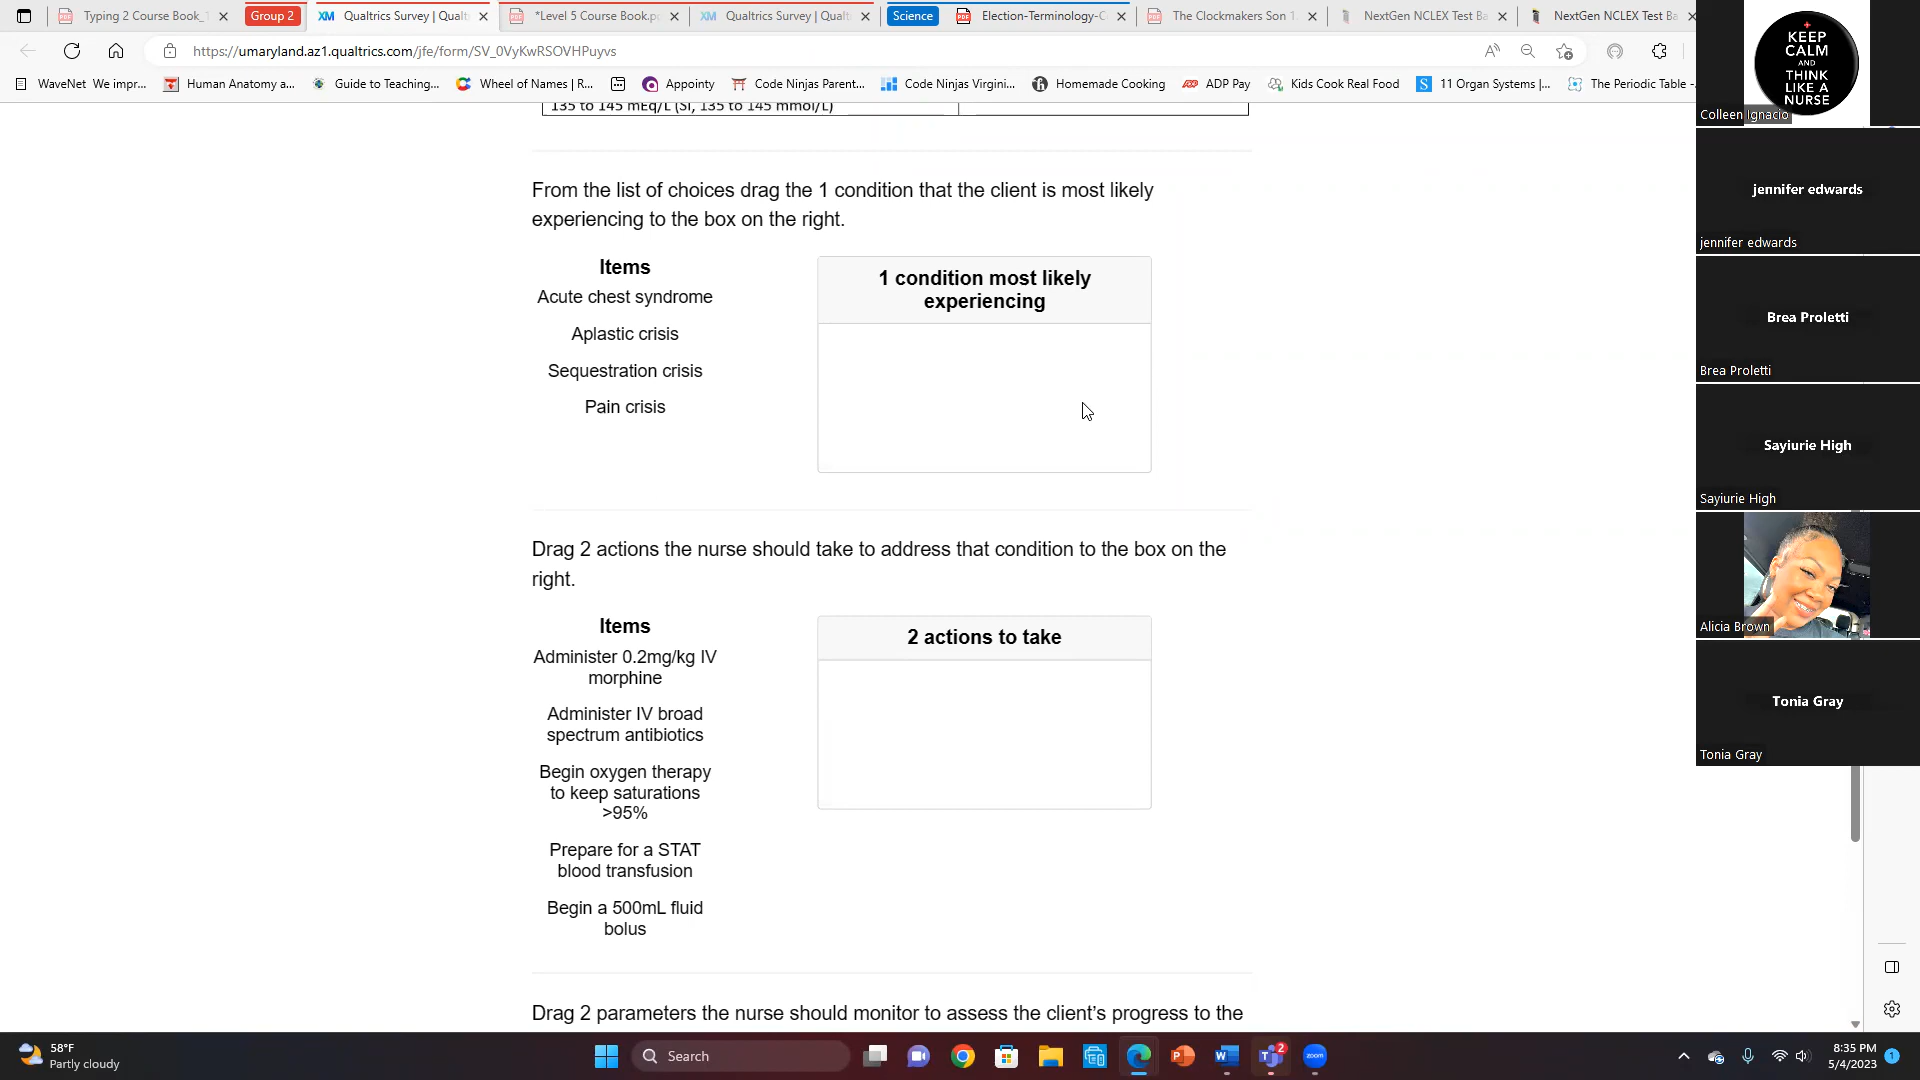 Typing 2 Course Book_1
Group 2
Qualtrics Survey | Qualt
*Level 5 Course Book.pp
Qualtrics Survey | Qualt
Science
Election-Terminology-C
The Clockmakers Son 1.
NextGen NCLEX Test Ba
NextGen NCLEX Test Ba
https://umaryland.az1.qualtrics.com/jfe/form/SV_0VyKwRSOVHPuyvs
WaveNet We impr...
Human Anatomy a...
Guide to Teaching...
Wheel of Names | R...
Appointy
Code Ninjas Parent...
Code Ninjas Virgini...
Homemade Cooking
ADP Pay
Kids Cook Real Food
11 Organ Systems |...
The Periodic Table -
135 to 145 mEq/L (SI, 135 to 145 mmol/L)
From the list of choices drag the 1 condition that the client is most likely
experiencing to the box on the right.
Items
Acute chest syndrome
Aplastic crisis
Sequestration crisis
Pain crisis
1 condition most likely
experiencing
Drag 2 actions the nurse should take to address that condition to the box on the
right.
Items
Administer 0.2mg/kg IV
morphine
Administer IV broad
spectrum antibiotics
Begin oxygen therapy
to keep saturations
>95%
Prepare for a STAT
blood transfusion
Begin a 500mL fluid
bolus
2 actions to take
Drag 2 parameters the nurse should monitor to assess the client's progress to the
KEEP
CALM
AND
THINK
LIKE A
NURSE
Colleen Ignacio
jennifer edwards
jennifer edwards
Brea Proletti
Brea Proletti
Sayiurie High
Sayiurie High
Alicia Brown
Tonia Gray
Tonia Gray
58°F
Partly cloudy
Search
2
zoom
8:35 PM
5/4/2023
1